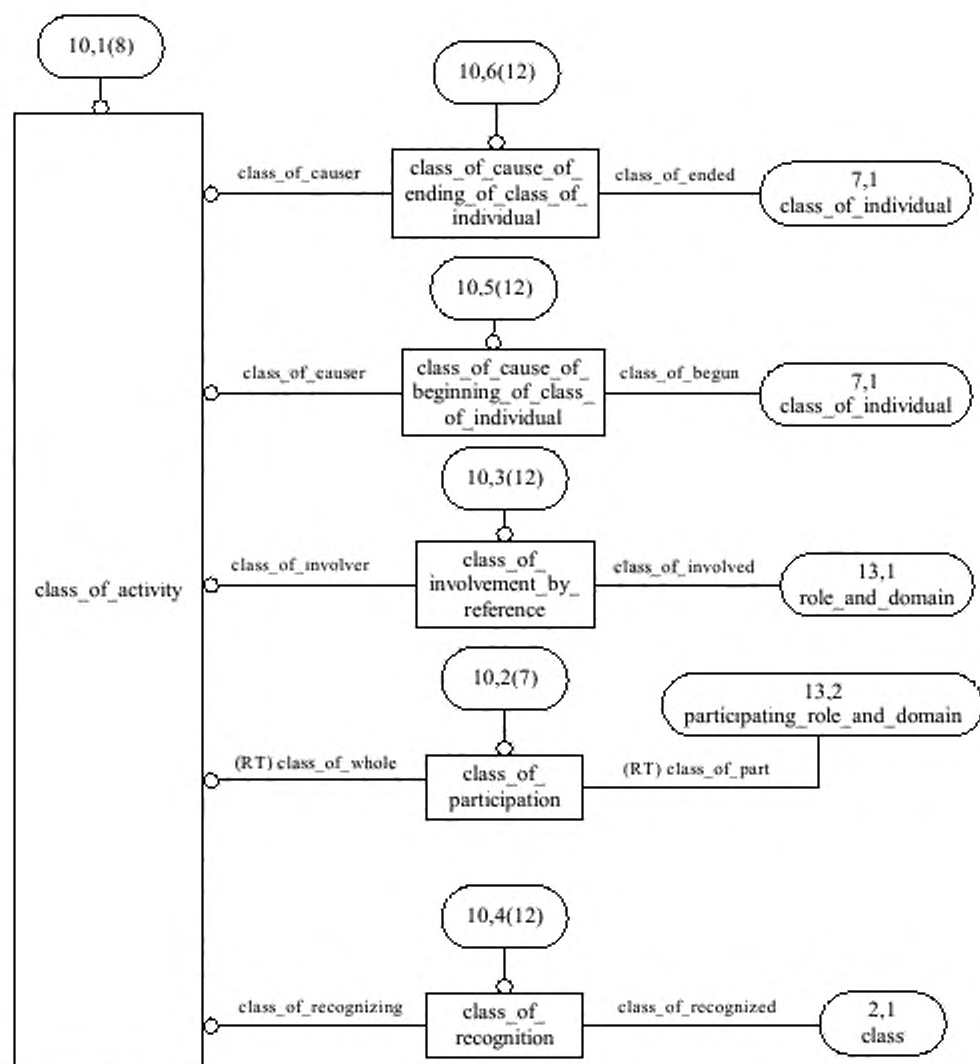 10,1(8)
10,6(12)
class_of_causer
class_of_cause_of_
ending_of_class_of_
individual
class_of_ended
7,1
class_of_individual
10,5(12)
class_of_causer
class_of_cause_of_
beginning_of_class_
of_individual
class_of_begun
7,1
class_of_individual
10,3(12)
class_of_activity
class_of_involver
class_of_
involvement_by_
reference
class_of_involved
13,1
role_and_domain
10,2(7)
13,2
participating_role_and_domain
(RT) class_of_whole
class_of_
participation
(RT) class_of_part
10,4(12)
class_of_recognizing
class_of_
recognition
class_of_recognized
2,1
class